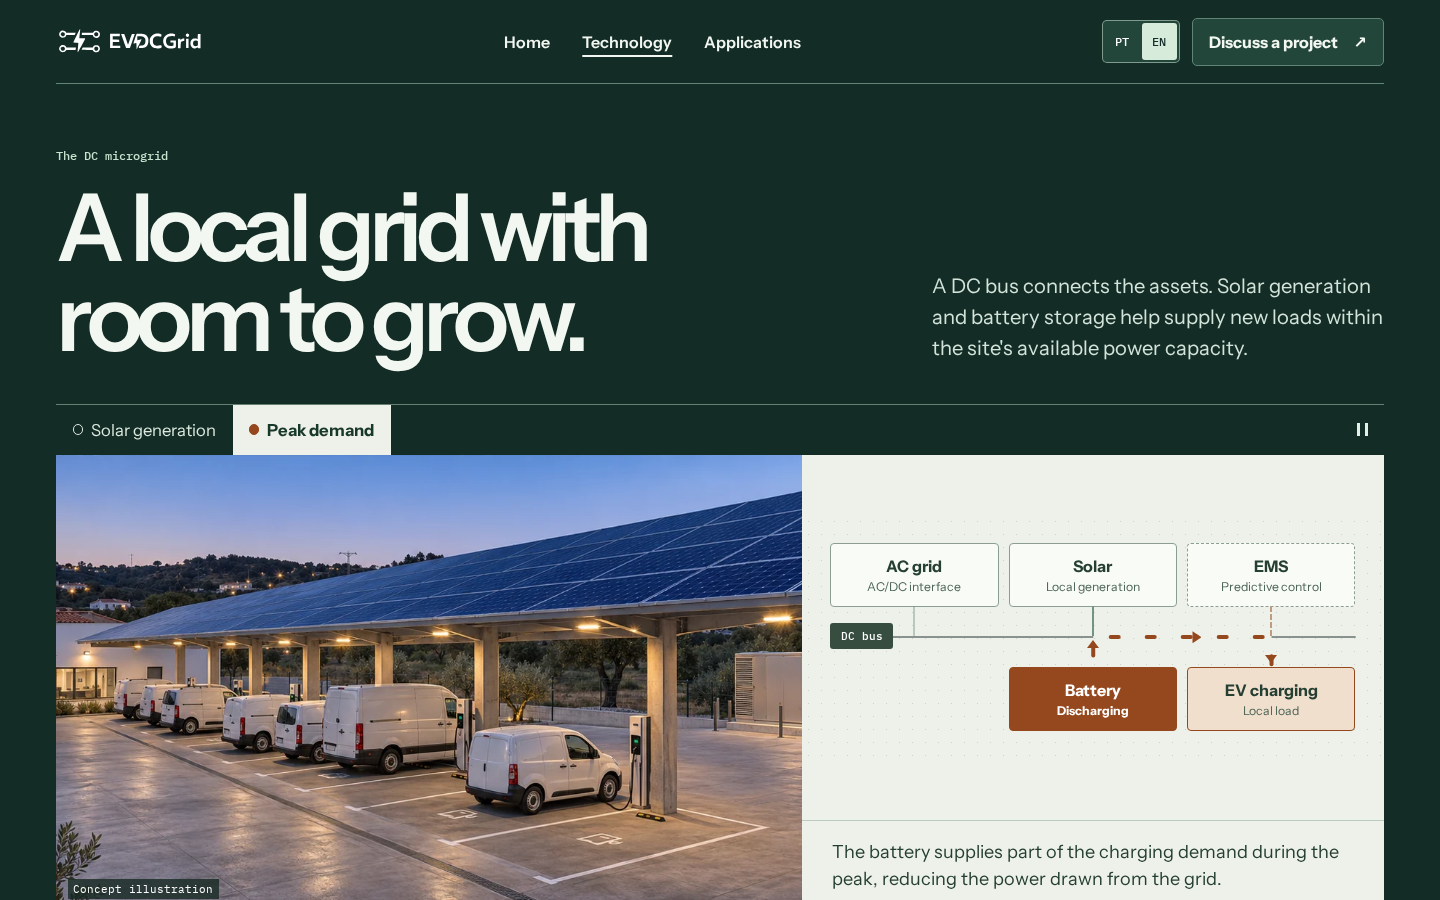 EVDCGrid
Home
Technology
Applications
PT
EN
Discuss a project ↗
The DC microgrid
A local grid with
room to grow.
A DC bus connects the assets. Solar generation
and battery storage help supply new loads within
the site's available power capacity.
Solar generation
Peak demand
AC grid
AC/DC interface
Solar
Local generation
EMS
Predictive control
DC bus
Battery
Discharging
EV charging
Local load
Concept illustration
The battery supplies part of the charging demand during the
peak, reducing the power drawn from the grid.